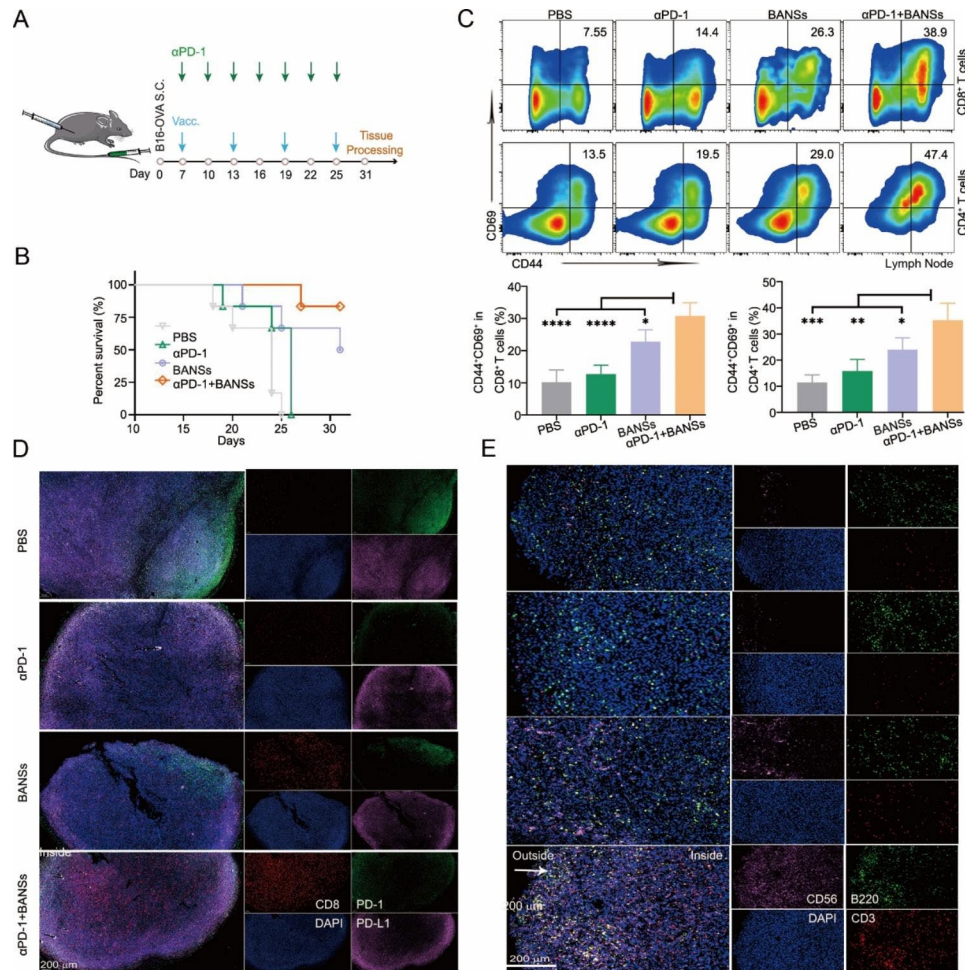 A
αPD-1
B16-OVA S.C.
Vacc.
Tissue
Processing
Day 0 7 10 13 16 19 22 25 31
B
Percent survival (%)
100
75
50
25
0
PBS
αPD-1
BANSs
αPD-1+BANSs
10 15 20 25 30
Days
C
PBS αPD-1 BANSs αPD-1+BANSs
7.55 14.4 26.3 38.9
CD8⁺ T cells
13.5 19.5 29.0 47.4
CD4⁺ T cells
CD69
CD44
Lymph Node
CD44⁺CD69⁺ in
CD8⁺T cells (%)
40
30
20
10
0
**** **** *
PBS αPD-1 BANSs αPD-1+BANSs
CD44⁺CD69⁺ in
CD4⁺T cells (%)
50
40
30
20
10
0
*** ** *
PBS αPD-1 BANSs αPD-1+BANSs
D
PBS
αPD-1
BANSs
αPD-1+BANSs
Inside
200 μm
CD8 PD-1
DAPI PD-L1
E
Outside Inside
200 μm
200 μm
CD56 B220
DAPI CD3